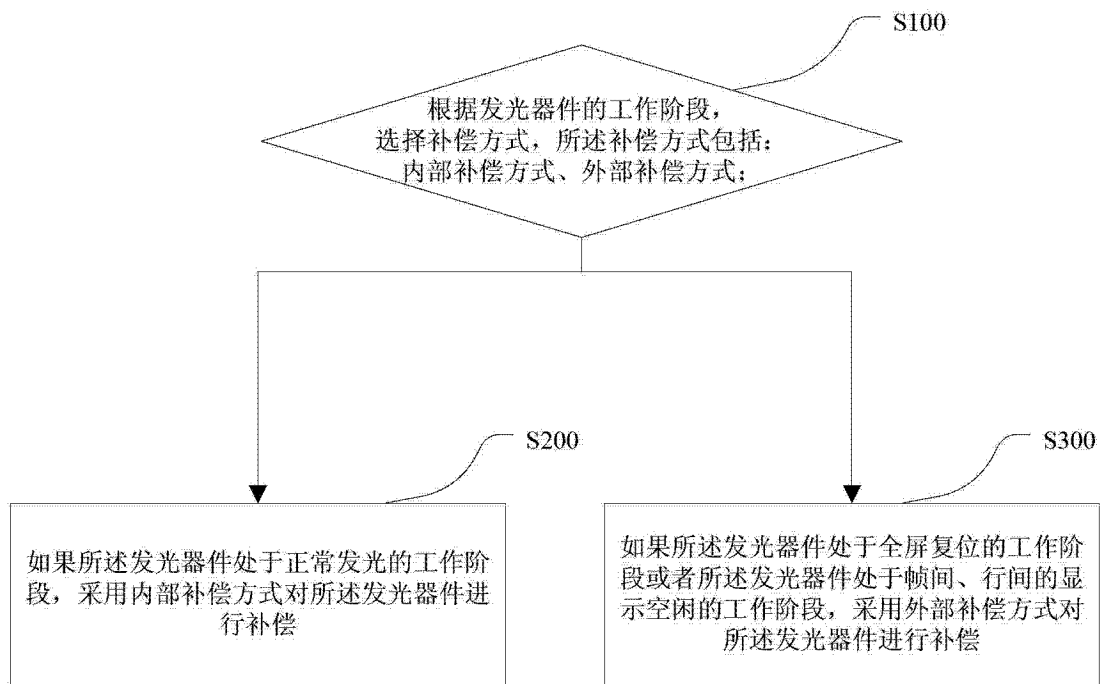 S100
根据发光器件的工作阶段，
选择补偿方式，所述补偿方式包括：
内部补偿方式、外部补偿方式；
S200
S300
如果所述发光器件处于正常发光的工作阶
段，采用内部补偿方式对所述发光器件进
行补偿
如果所述发光器件处于全屏复位的工作阶
段或者所述发光器件处于帧间、行间的显
示空闲的工作阶段，采用外部补偿方式对
所述发光器件进行补偿